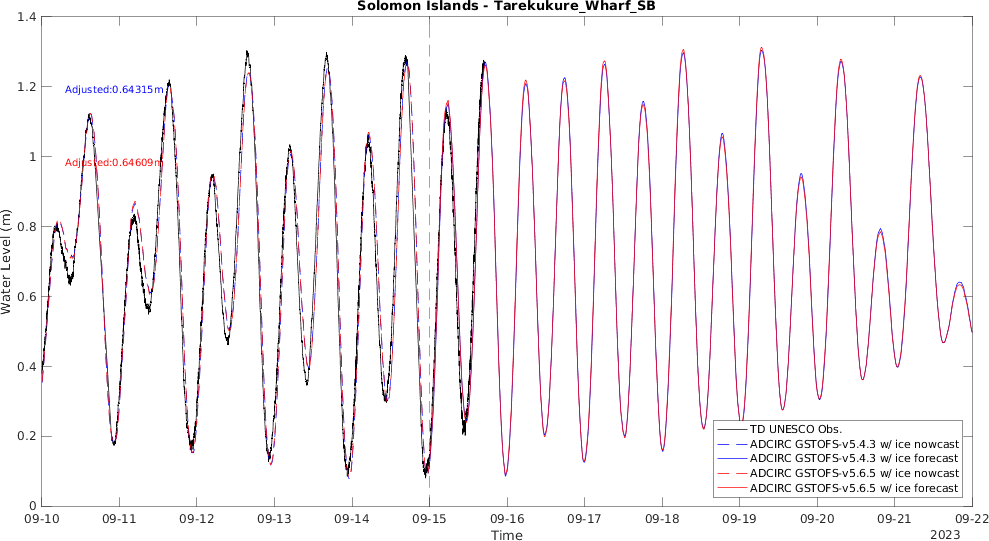 Solomon Islands - Tarekukure_Wharf_SB
1.4
1.2
1
0.8
0.6
0.4
0.2
0
Water Level (m)
Adjusted:0.64315m
Adjusted:0.64609m
TD UNESCO Obs.
ADCIRC GSTOFS-v5.4.3 w/ ice nowcast
ADCIRC GSTOFS-v5.4.3 w/ ice forecast
ADCIRC GSTOFS-v5.6.5 w/ ice nowcast
ADCIRC GSTOFS-v5.6.5 w/ ice forecast
09-10 09-11 09-12 09-13 09-14 09-15 09-16 09-17 09-18 09-19 09-20 09-21 09-22
Time
2023